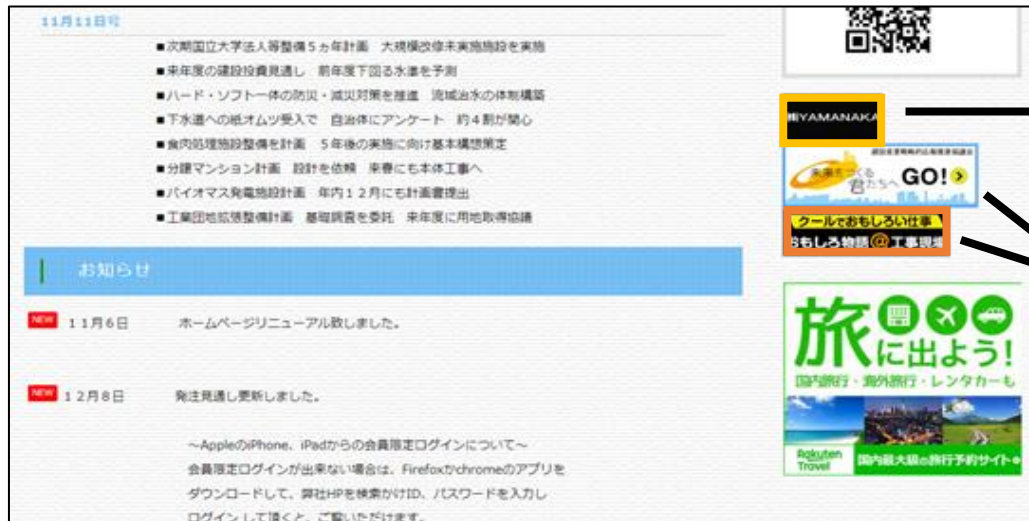 11月11日号
■次期国立大学法人等整備5ヵ年計画 大規模改修未実施施設を実施
■来年度の建設投資見通し 前年度下回る水準を予測
■ハード・ソフト一体の防災・減災対策を推進 流域治水の体制構築
■下水道への紙オムツ受入で 自治体にアンケート 約4割が関心
■食肉処理施設整備を計画 5年後の実施に向け基本構想策定
■分譲マンション計画 設計を依頼 来春にも本体工事へ
■バイオマス発電施設計画 年内12月にも計画書提出
■工業団地拡張整備計画 基礎調査を委託 来年度に用地取得協議
お知らせ
NEW 11月6日 ホームページリニューアル致しました。
NEW 12月8日 発注見通し更新しました。
～AppleのiPhone、iPadからの会員限定ログインについて～
会員限定ログインが出来ない場合は、Firefoxかchromeのアプリを
ダウンロードして、弊社HPを検索かけID、パスワードを入力し
ログインして頂くと、ご覧いただけます。
YAMANAKA
未来をつくる
君たちへ GO!
クールでおもしろい仕事
おもしろ物語@工事現場
旅
に出よう!
国内旅行・海外旅行・レンタカーも
Rakuten
Travel
国内最大級の旅行予約サイト